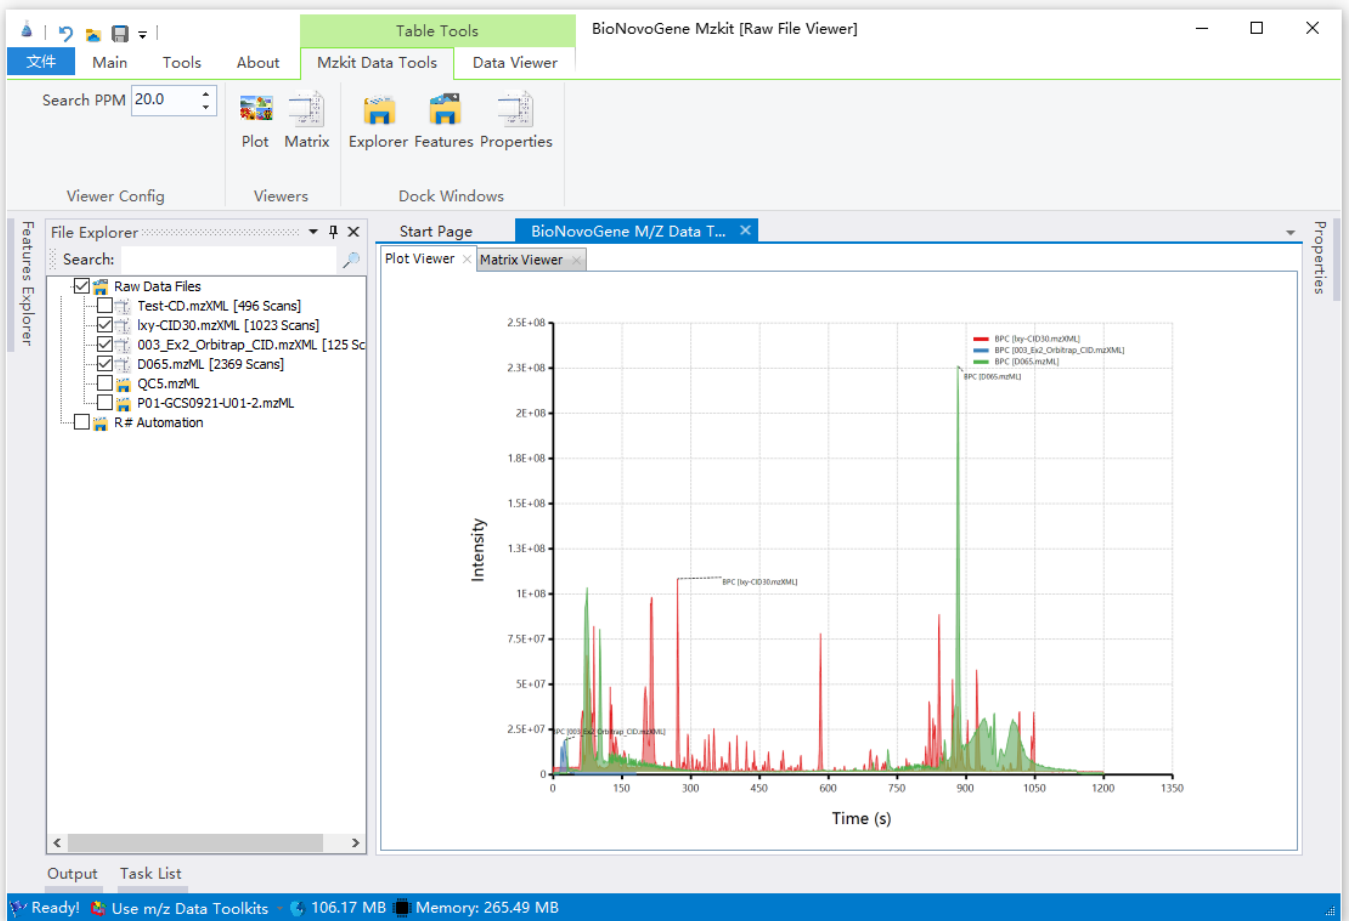 Table Tools
BioNovoGene Mzkit [Raw File Viewer]
文件 Main Tools About Mzkit Data Tools Data Viewer
Search PPM 20.0
Plot Matrix Explorer Features Properties
Viewer Config Viewers Dock Windows
Features Explorer
File Explorer
Search:
Raw Data Files
Test-CD.mzXML [496 Scans]
lxy-CID30.mzXML [1023 Scans]
003_Ex2_Orbitrap_CID.mzXML [125 Sc
D065.mzML [2369 Scans]
QC5.mzML
P01-GCS0921-U01-2.mzML
R# Automation
Start Page BioNovoGene M/Z Data T...
Plot Viewer Matrix Viewer
BPC [lxy-CID30.mzXML]
BPC [003_Ex2_Orbitrap_CID.mzXML]
BPC [D065.mzML]
BPC [D065.mzML]
BPC [lxy-CID30.mzXML]
BPC [003_Ex2_Orbitrap_CID.mzXML]
Intensity
2.5E+08
2.3E+08
2E+08
1.8E+08
1.5E+08
1.3E+08
1E+08
7.5E+07
5E+07
2.5E+07
0
0 150 300 450 600 750 900 1050 1200 1350
Time (s)
Properties
Output Task List
Ready! Use m/z Data Toolkits - 106.17 MB Memory: 265.49 MB